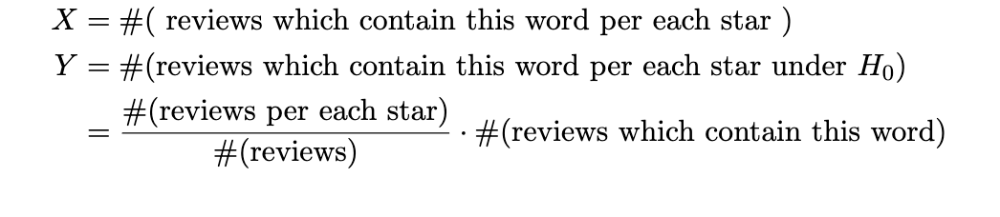 X = #( reviews which contain this word per each star )
Y = #(reviews which contain this word per each star under H₀)
= #(reviews per each star) / #(reviews) · #(reviews which contain this word)